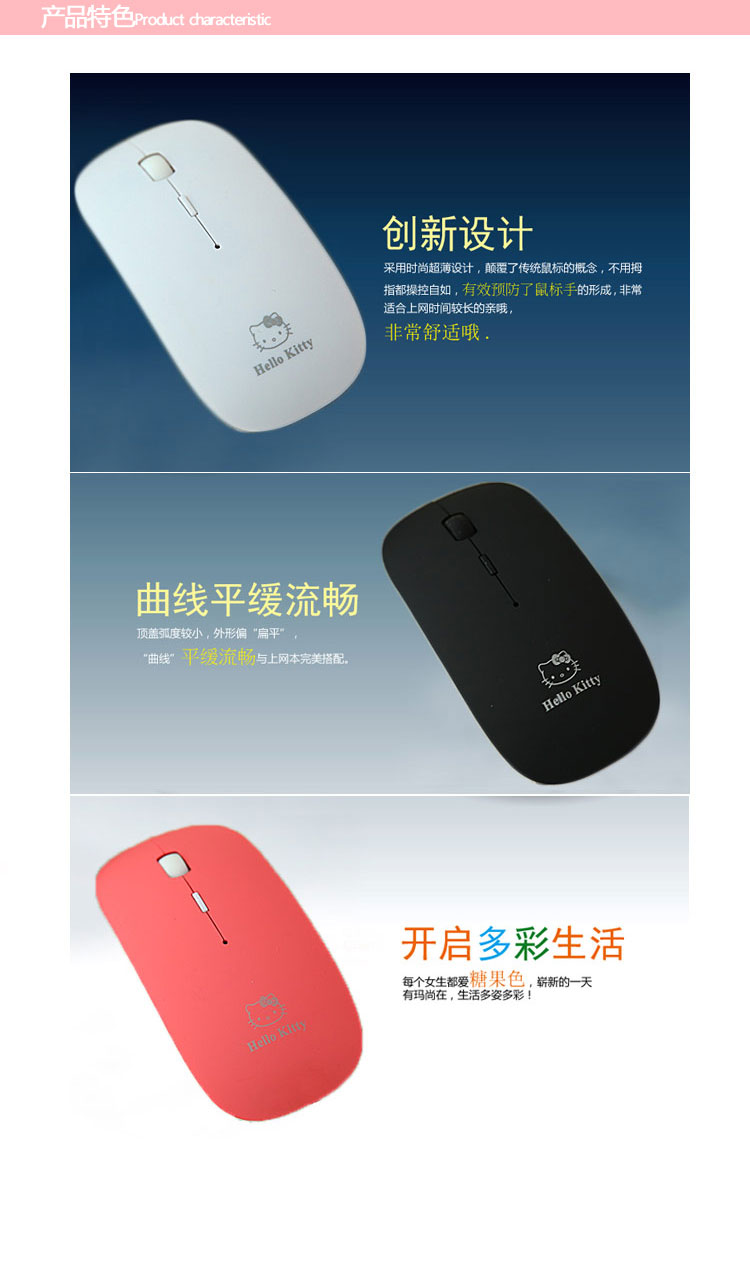 产品特色Product characteristic
创新设计
采用时尚超薄设计，颠覆了传统鼠标的概念，不用拇
指都操控自如，有效预防了鼠标手的形成，非常
适合上网时间较长的亲哦，
非常舒适哦．
Hello Kitty
曲线平缓流畅
顶盖弧度较小，外形偏“扁平”，
“曲线”平缓流畅与上网本完美搭配。
Hello Kitty
开启多彩生活
每个女生都爱糖果色，崭新的一天
有玛尚在，生活多姿多彩！
Hello Kitty